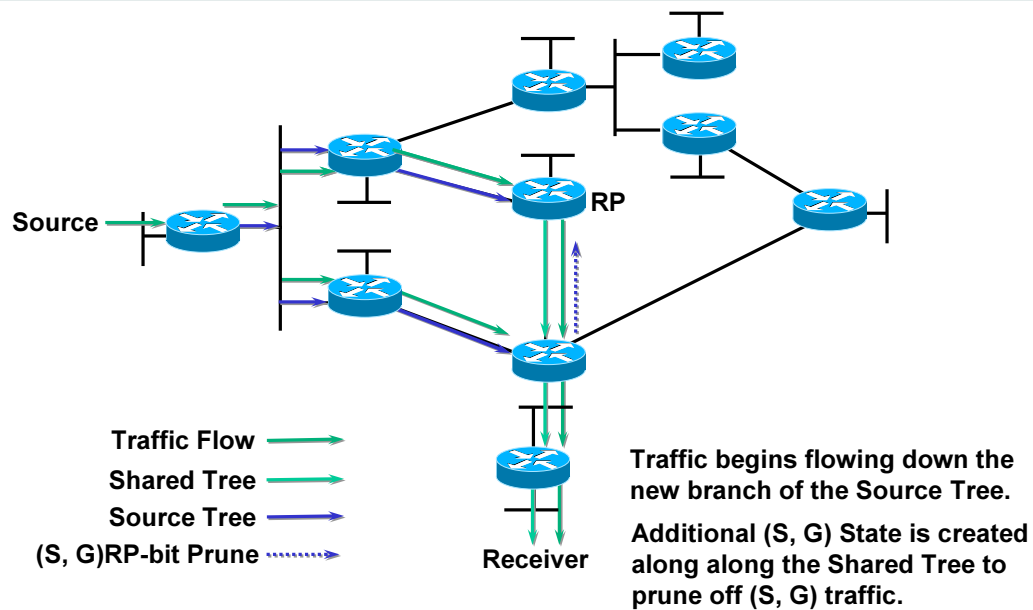 RP
Source
Traffic Flow
Shared Tree
Source Tree
(S, G)RP-bit Prune
Receiver
Traffic begins flowing down the
new branch of the Source Tree.
Additional (S, G) State is created
along along the Shared Tree to
prune off (S, G) traffic.